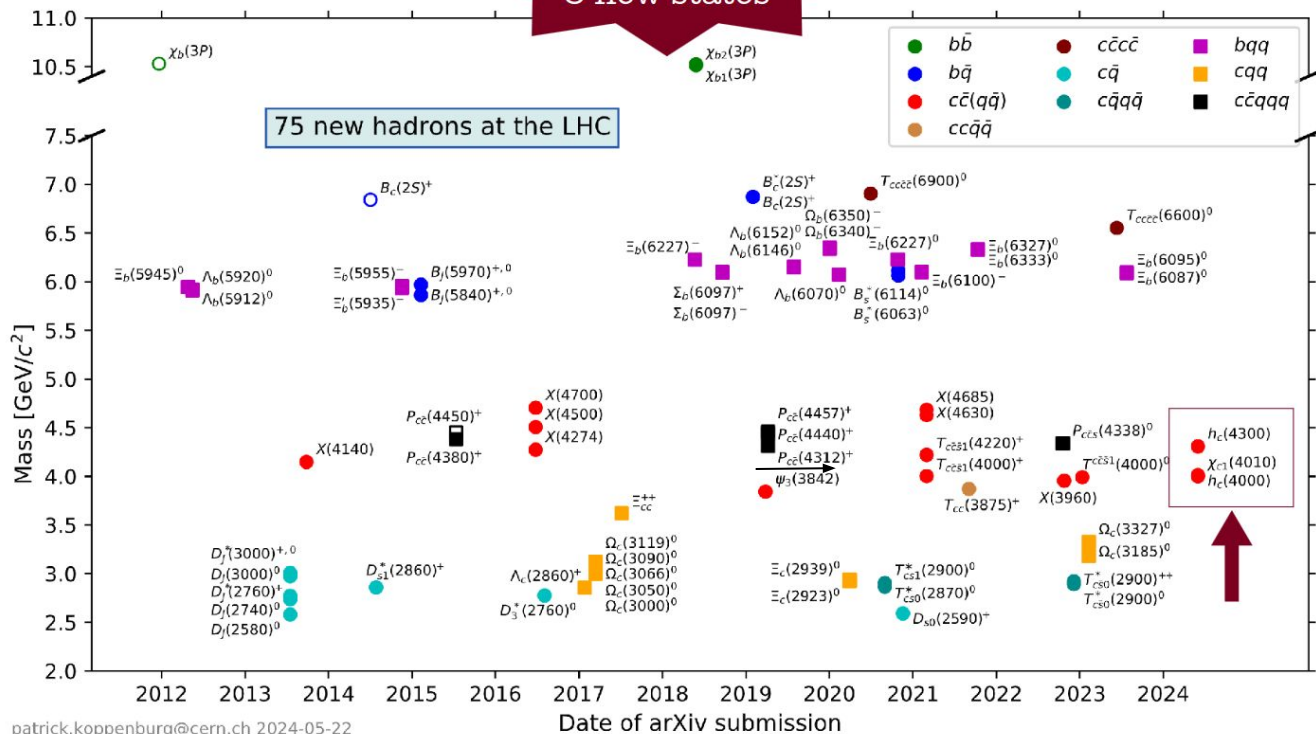 11.0
10.5
7.5
7.0
6.5
6.0
5.5
5.0
4.5
4.0
3.5
3.0
2.5
2.0
Mass [GeV/c²]
new states
χb(3P)
χb2(3P)
χb1(3P)
75 new hadrons at the LHC
bb̄
bq̄
cc̄(qq̄)
ccq̄q̄
cc̄cc̄
cq̄
cq̄qq̄
bqq
cqq
cc̄qqq
Bc(2S)⁺
Bc*(2S)⁺
Bc(2S)⁺
Tccc̄c̄(6900)⁰
Tccc̄c̄(6600)⁰
Ωb(6350)⁻
Ωb(6340)⁻
Λb(6152)⁰
Λb(6146)⁰
Ξb(6227)⁻
Ξb(6227)⁰
Ξb(6327)⁰
Ξb(6333)⁰
Ξb(6095)⁰
Ξb(6087)⁰
Ξb(5945)⁰
Λb(5920)⁰
Λb(5912)⁰
Ξb(5955)⁻
Ξb′(5935)⁻
BJ(5970)⁺,⁰
BJ(5840)⁺,⁰
Σb(6097)⁺
Σb(6097)⁻
Λb(6070)⁰
Bs*(6114)⁰
Bs*(6063)⁰
Ξb(6100)⁻
X(4140)
Pcc̄(4450)⁺
Pcc̄(4380)⁺
X(4700)
X(4500)
X(4274)
Pcc̄(4457)⁺
Pcc̄(4440)⁺
Pcc̄(4312)⁺
ψ3(3842)
X(4685)
X(4630)
Tcc̄s̄1(4220)⁺
Tcc̄s̄1(4000)⁺
Tcc(3875)⁺
Pcc̄s(4338)⁰
Tcc̄s̄1(4000)⁰
X(3960)
hc(4300)
χc1(4010)
hc(4000)
Ξcc⁺⁺
DJ*(3000)⁺,⁰
DJ(3000)⁰
DJ*(2760)⁺
DJ(2740)⁰
DJ(2580)⁰
Ds1*(2860)⁺
D3*(2760)⁰
Λc(2860)⁺
Ωc(3119)⁰
Ωc(3090)⁰
Ωc(3066)⁰
Ωc(3050)⁰
Ωc(3000)⁰
Ξc(2939)⁰
Ξc(2923)⁰
Tcs1*(2900)⁰
Tcs0*(2870)⁰
Ds0(2590)⁺
Ωc(3327)⁰
Ωc(3185)⁰
Tcs̄0*(2900)⁺⁺
Tcs̄0*(2900)⁰
2012
2013
2014
2015
2016
2017
2018
2019
2020
2021
2022
2023
2024
Date of arXiv submission
patrick.koppenburg@cern.ch 2024-05-22